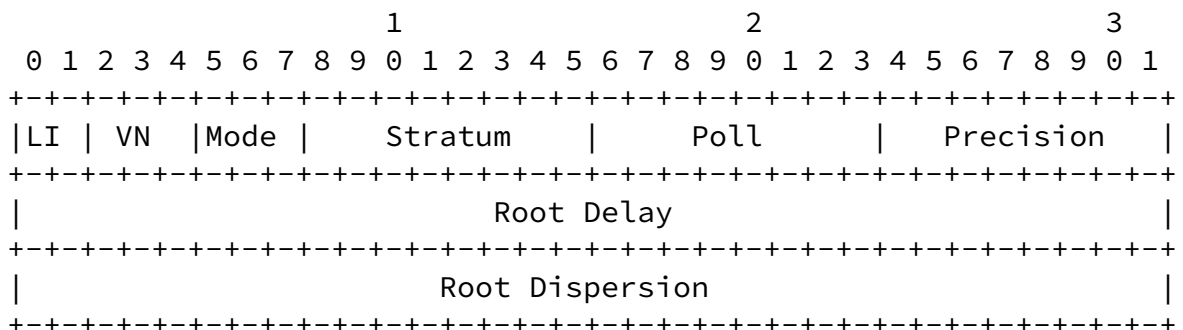 1                   2                   3
 0 1 2 3 4 5 6 7 8 9 0 1 2 3 4 5 6 7 8 9 0 1 2 3 4 5 6 7 8 9 0 1
+-+-+-+-+-+-+-+-+-+-+-+-+-+-+-+-+-+-+-+-+-+-+-+-+-+-+-+-+-+-+-+-+
|LI | VN  |Mode |    Stratum    |     Poll      |   Precision   |
+-+-+-+-+-+-+-+-+-+-+-+-+-+-+-+-+-+-+-+-+-+-+-+-+-+-+-+-+-+-+-+-+
|                          Root Delay                           |
+-+-+-+-+-+-+-+-+-+-+-+-+-+-+-+-+-+-+-+-+-+-+-+-+-+-+-+-+-+-+-+-+
|                       Root Dispersion                         |
+-+-+-+-+-+-+-+-+-+-+-+-+-+-+-+-+-+-+-+-+-+-+-+-+-+-+-+-+-+-+-+-+